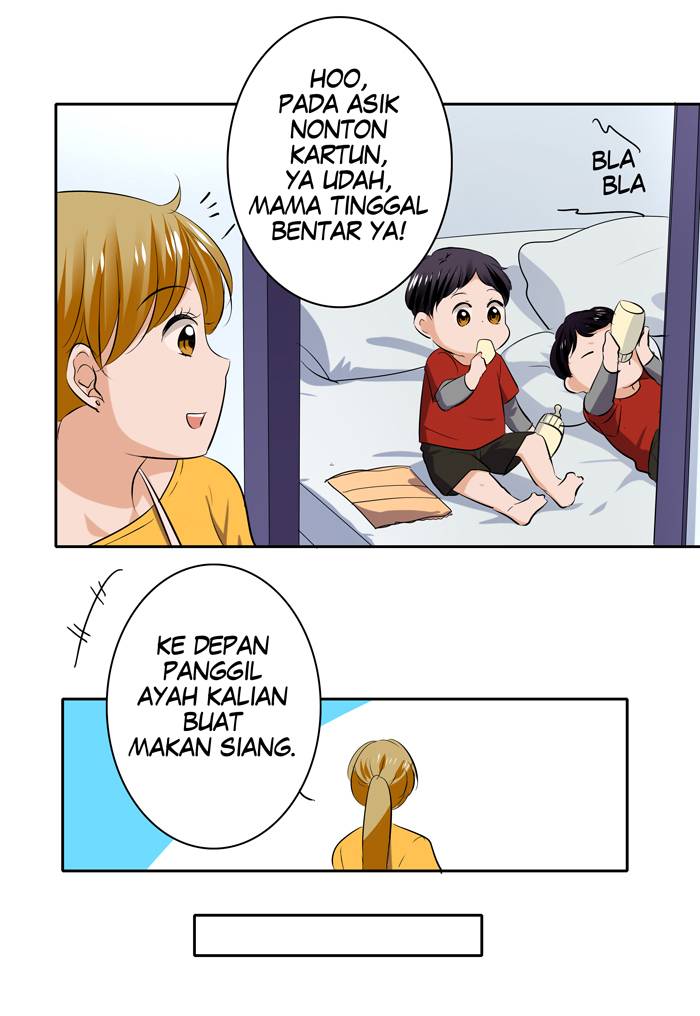 HOO,
PADA ASIK
NONTON
KARTUN,
YA UDAH,
MAMA TINGGAL
BENTAR YA!
BLA
BLA
KE DEPAN
PANGGIL
AYAH KALIAN
BUAT
MAKAN SIANG.